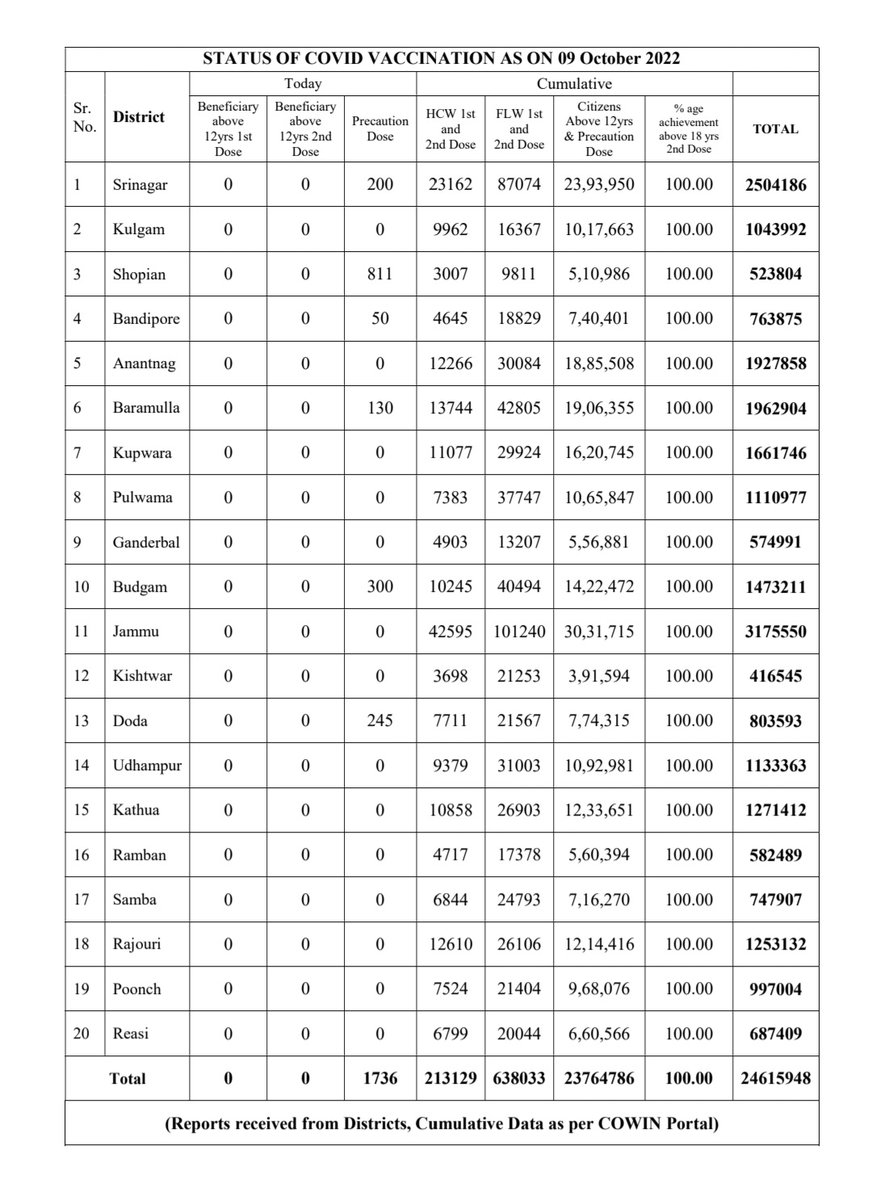 STATUS OF COVID VACCINATION AS ON 09 October 2022
Today Cumulative
Sr. No. District Beneficiary above 12yrs 1st Dose Beneficiary above 12yrs 2nd Dose Precaution Dose HCW 1st and 2nd Dose FLW 1st and 2nd Dose Citizens Above 12yrs & Precaution Dose % age achievement above 18 yrs 2nd Dose TOTAL
1 Srinagar 0 0 200 23162 87074 23,93,950 100.00 2504186
2 Kulgam 0 0 0 9962 16367 10,17,663 100.00 1043992
3 Shopian 0 0 811 3007 9811 5,10,986 100.00 523804
4 Bandipore 0 0 50 4645 18829 7,40,401 100.00 763875
5 Anantnag 0 0 0 12266 30084 18,85,508 100.00 1927858
6 Baramulla 0 0 130 13744 42805 19,06,355 100.00 1962904
7 Kupwara 0 0 0 11077 29924 16,20,745 100.00 1661746
8 Pulwama 0 0 0 7383 37747 10,65,847 100.00 1110977
9 Ganderbal 0 0 0 4903 13207 5,56,881 100.00 574991
10 Budgam 0 0 300 10245 40494 14,22,472 100.00 1473211
11 Jammu 0 0 0 42595 101240 30,31,715 100.00 3175550
12 Kishtwar 0 0 0 3698 21253 3,91,594 100.00 416545
13 Doda 0 0 245 7711 21567 7,74,315 100.00 803593
14 Udhampur 0 0 0 9379 31003 10,92,981 100.00 1133363
15 Kathua 0 0 0 10858 26903 12,33,651 100.00 1271412
16 Ramban 0 0 0 4717 17378 5,60,394 100.00 582489
17 Samba 0 0 0 6844 24793 7,16,270 100.00 747907
18 Rajouri 0 0 0 12610 26106 12,14,416 100.00 1253132
19 Poonch 0 0 0 7524 21404 9,68,076 100.00 997004
20 Reasi 0 0 0 6799 20044 6,60,566 100.00 687409
Total 0 0 1736 213129 638033 23764786 100.00 24615948
(Reports received from Districts, Cumulative Data as per COWIN Portal)